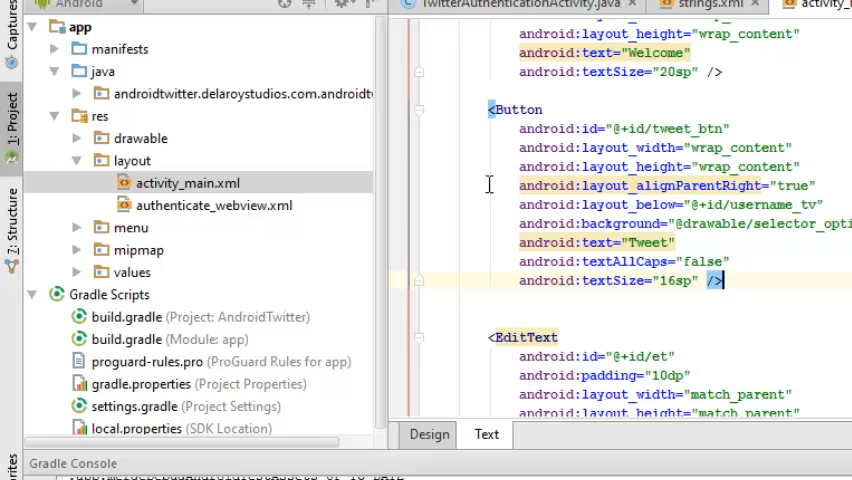 Android
TwitterAuthenticationActivity.java
strings.xml
Captures
1: Project
7: Structure
app
manifests
java
androidtwitter.delaroystudios.com.androidt
res
drawable
layout
activity_main.xml
authenticate_webview.xml
menu
mipmap
values
Gradle Scripts
build.gradle (Project: AndroidTwitter)
build.gradle (Module: app)
proguard-rules.pro (ProGuard Rules for app)
gradle.properties (Project Properties)
settings.gradle (Project Settings)
local.properties (SDK Location)
android:layout_height="wrap_content"
android:text="Welcome"
android:textSize="20sp" />
<Button
android:id="@+id/tweet_btn"
android:layout_width="wrap_content"
android:layout_height="wrap_content"
android:layout_alignParentRight="true"
android:layout_below="@+id/username_tv"
android:background="@drawable/selector_opti
android:text="Tweet"
android:textAllCaps="false"
android:textSize="16sp" />
<EditText
android:id="@+id/et"
android:padding="10dp"
android:layout_width="match_parent"
android:layout_height="match_parent"
Design Text
Gradle Console